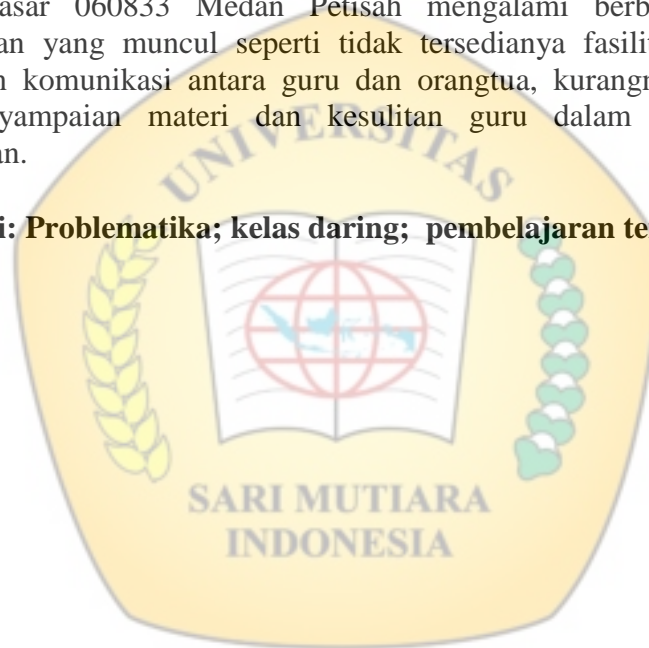 asar 060833 Medan Petisah mengalami berb
an yang muncul seperti tidak tersedianya fasilit
n komunikasi antara guru dan orangtua, kurangn
yampaian materi dan kesulitan guru dalam
an.
UNIVERSITAS
i: Problematika; kelas daring; pembelajaran te
SARI MUTIARA
INDONESIA